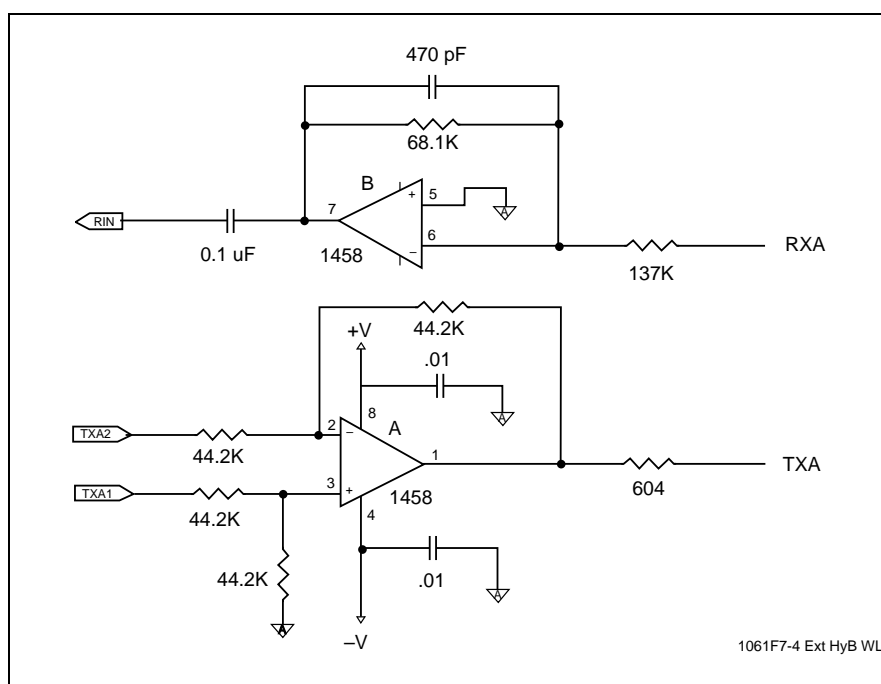 470 pF
68.1K
B
+
5
A
7
RIN
6
−
0.1 uF
1458
137K
RXA
44.2K
+V
.01
A
8
TXA2
2
−
A
44.2K
1
TXA
TXA1
3
+
604
44.2K
1458
4
44.2K
.01
A
A
–V
1061F7-4 Ext HyB WL